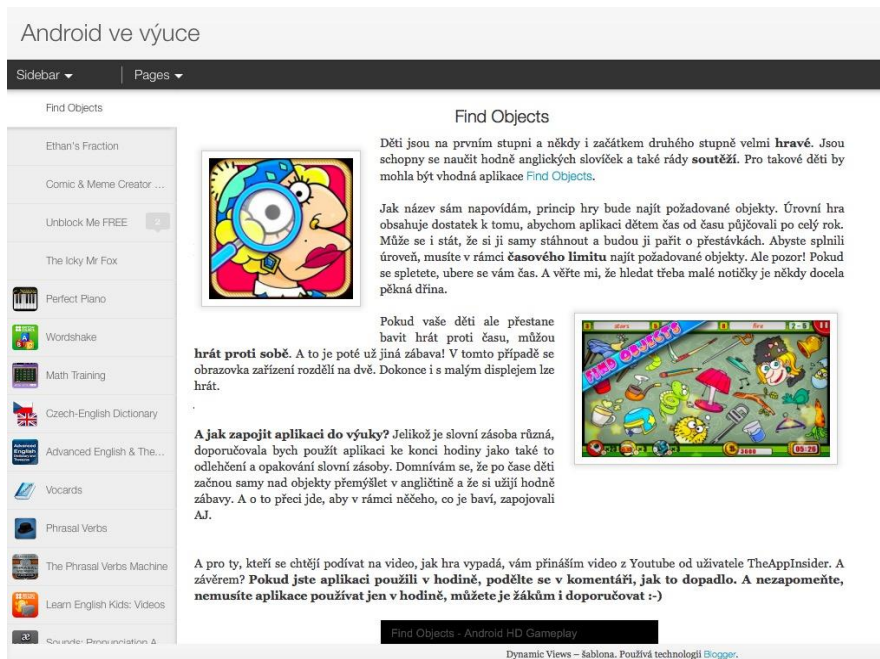 Android ve výuce
Sidebar
Pages
Find Objects
Ethan's Fraction
Comic & Meme Creator ...
Unblock Me FREE
2
The Icky Mr Fox
Perfect Piano
Wordshake
Math Training
Czech-English Dictionary
Advanced English & The...
Vocards
Phrasal Verbs
The Phrasal Verbs Machine
Learn English Kids: Videos
Sounds: Pronunciation A...
Find Objects
Děti jsou na prvním stupni a někdy i začátkem druhého stupně velmi hravé. Jsou
schopny se naučit hodně anglických slovíček a také rády soutěží. Pro takové děti by
mohla být vhodná aplikace Find Objects.
Jak název sám napovídám, princip hry bude najít požadované objekty. Úrovní hra
obsahuje dostatek k tomu, abychom aplikaci dětem čas od času půjčovali po celý rok.
Může se i stát, že si ji samy stáhnout a budou ji pařit o přestávkách. Abyste splnili
úroveň, musíte v rámci časového limitu najít požadované objekty. Ale pozor! Pokud
se spletete, ubere se vám čas. A věřte mi, že hledat třeba malé notičky je někdy docela
pěkná dřina.
Pokud vaše děti ale přestane
bavit hrát proti času, můžou
hrát proti sobě. A to je poté už jiná zábava! V tomto případě se
obrazovka zařízení rozdělí na dvě. Dokonce i s malým displejem lze
hrát.
.
stars
fire
2 - 9
FIND OBJECTS
05:29
A jak zapojit aplikaci do výuky? Jelikož je slovní zásoba různá,
doporučovala bych použít aplikaci ke konci hodiny jako také to
odlehčení a opakování slovní zásoby. Domnívám se, že po čase děti
začnou samy nad objekty přemýšlet v angličtině a že si užijí hodně
zábavy. A o to přeci jde, aby v rámci něčeho, co je baví, zapojovali
AJ.
A pro ty, kteří se chtějí podívat na video, jak hra vypadá, vám přináším video z Youtube od uživatele TheAppInsider. A
závěrem? Pokud jste aplikaci použili v hodině, podělte se v komentáři, jak to dopadlo. A nezapomeňte,
nemusíte aplikace používat jen v hodině, můžete je žákům i doporučovat :-)
Find Objects - Android HD Gameplay
Dynamic Views – šablona. Používá technologii Blogger.